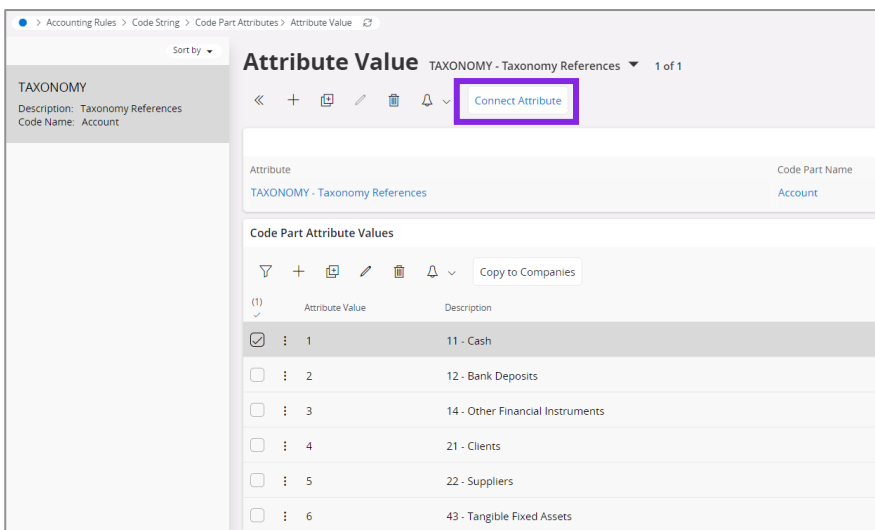 > Accounting Rules > Code String > Code Part Attributes > Attribute Value
Sort by
TAXONOMY
Description: Taxonomy References
Code Name: Account
Attribute Value TAXONOMY - Taxonomy References 1 of 1
Connect Attribute
Attribute Code Part Name
TAXONOMY - Taxonomy References Account
Code Part Attribute Values
Copy to Companies
(1) Attribute Value Description
1 11 - Cash
2 12 - Bank Deposits
3 14 - Other Financial Instruments
4 21 - Clients
5 22 - Suppliers
6 43 - Tangible Fixed Assets